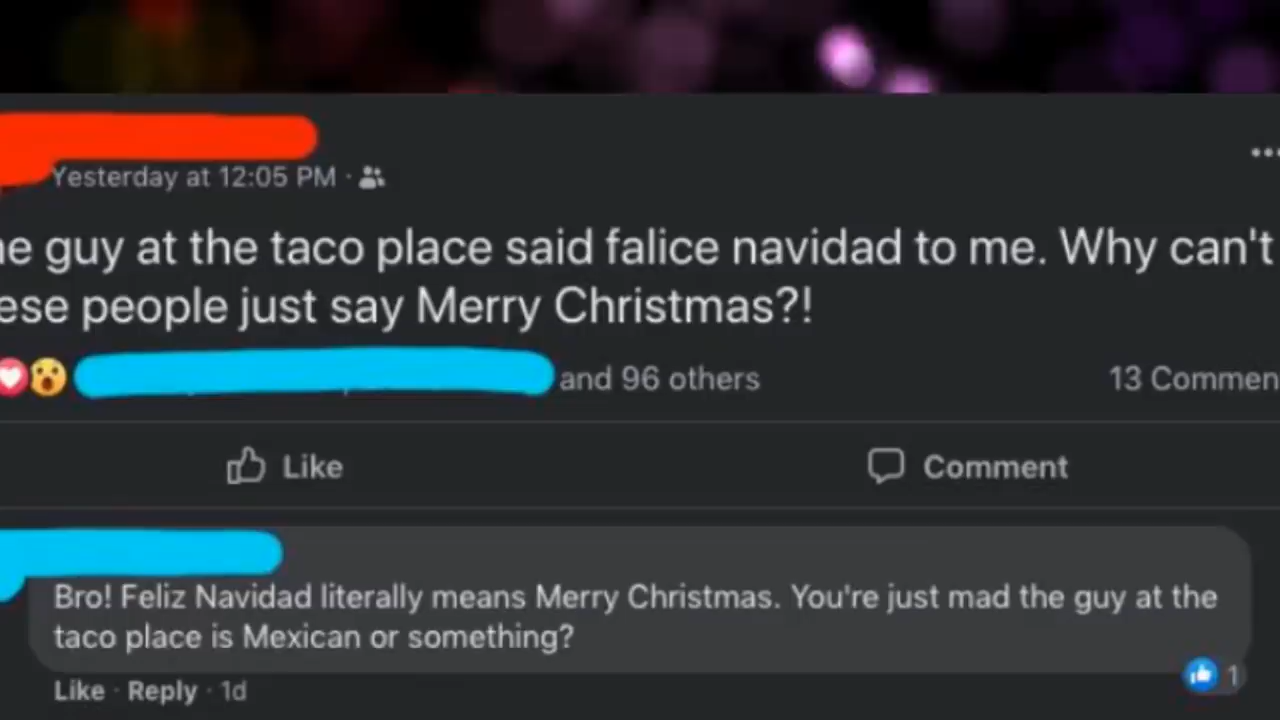 Yesterday at 12:05 PM ·
he guy at the taco place said falice navidad to me. Why can't
ese people just say Merry Christmas?!
and 96 others 13 Commen
Like Comment
Bro! Feliz Navidad literally means Merry Christmas. You're just mad the guy at the
taco place is Mexican or something?
Like · Reply · 1d 1